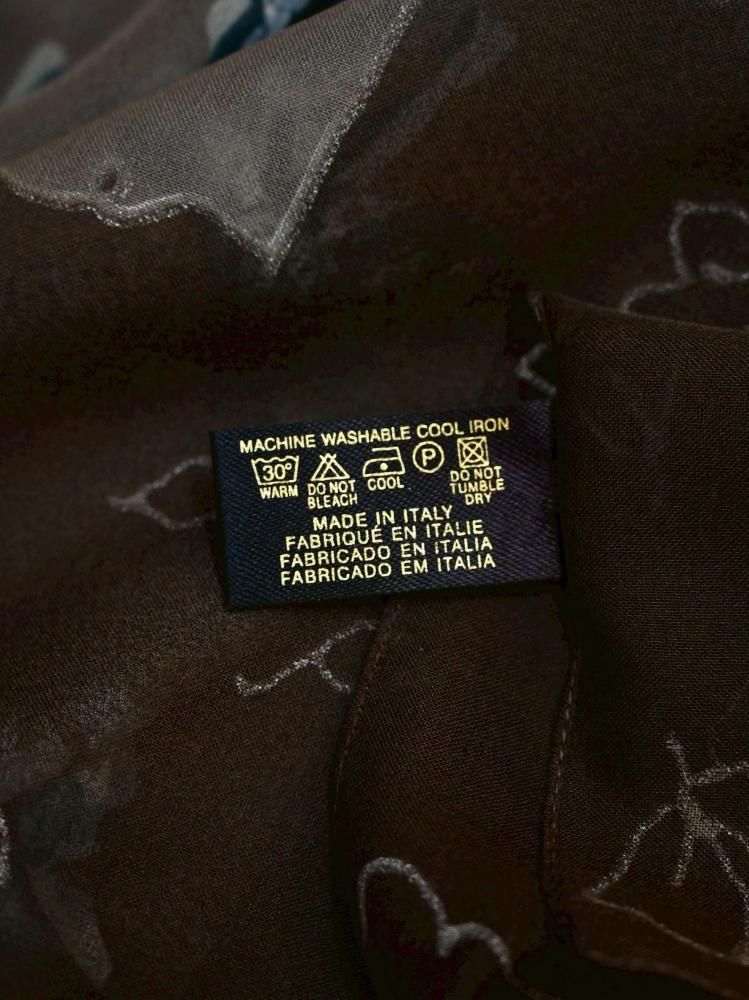 MACHINE WASHABLE COOL IRON
30° P
WARM DO NOT BLEACH COOL DO NOT TUMBLE DRY
MADE IN ITALY
FABRIQUÉ EN ITALIE
FABRICADO EN ITALIA
FABRICADO EM ITALIA